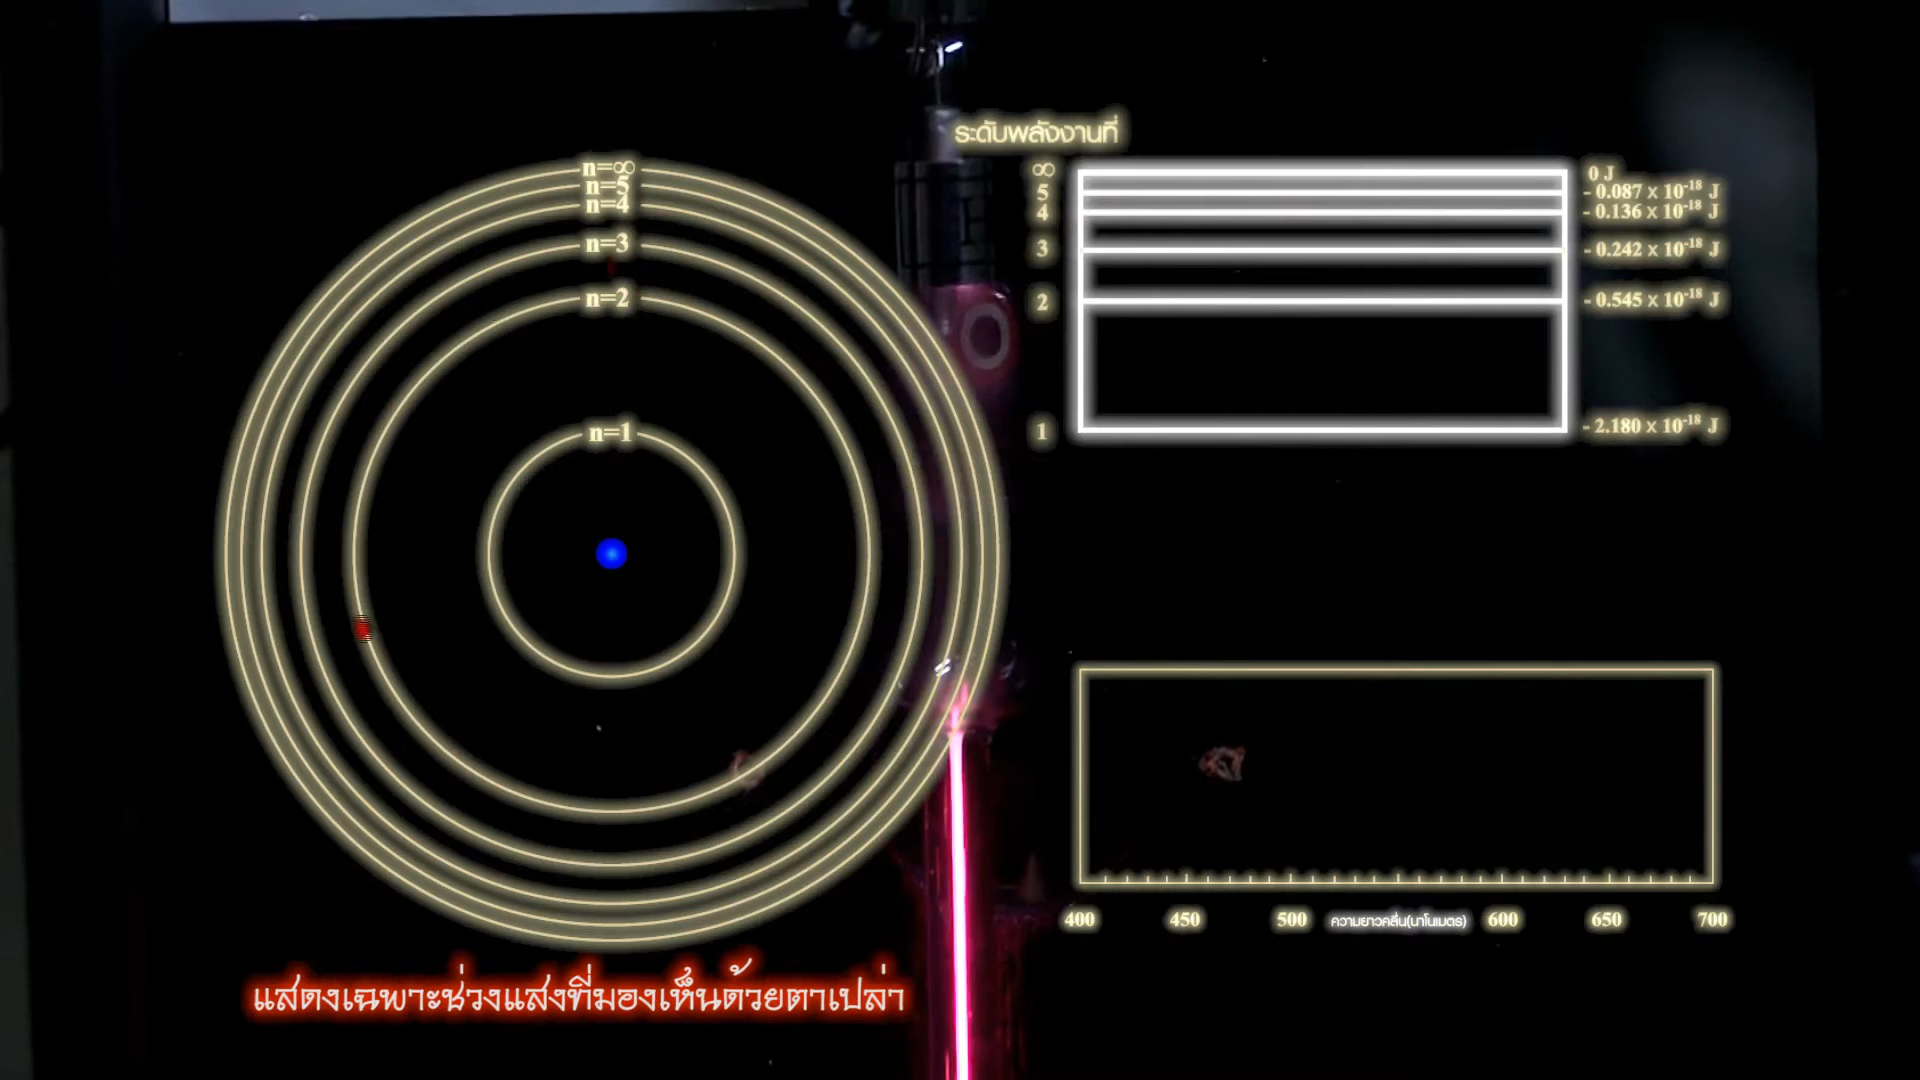 ระดับพลังงานที่
n=∞
n=5
n=4
n=3
n=2
n=1
∞ 0 J
5 - 0.087 x 10⁻¹⁸ J
4 - 0.136 x 10⁻¹⁸ J
3 - 0.242 x 10⁻¹⁸ J
2 - 0.545 x 10⁻¹⁸ J
1 - 2.180 x 10⁻¹⁸ J
400 450 500 ความยาวคลื่น(นาโนเมตร) 600 650 700
แสดงเฉพาะช่วงแสงที่มองเห็นด้วยตาเปล่า